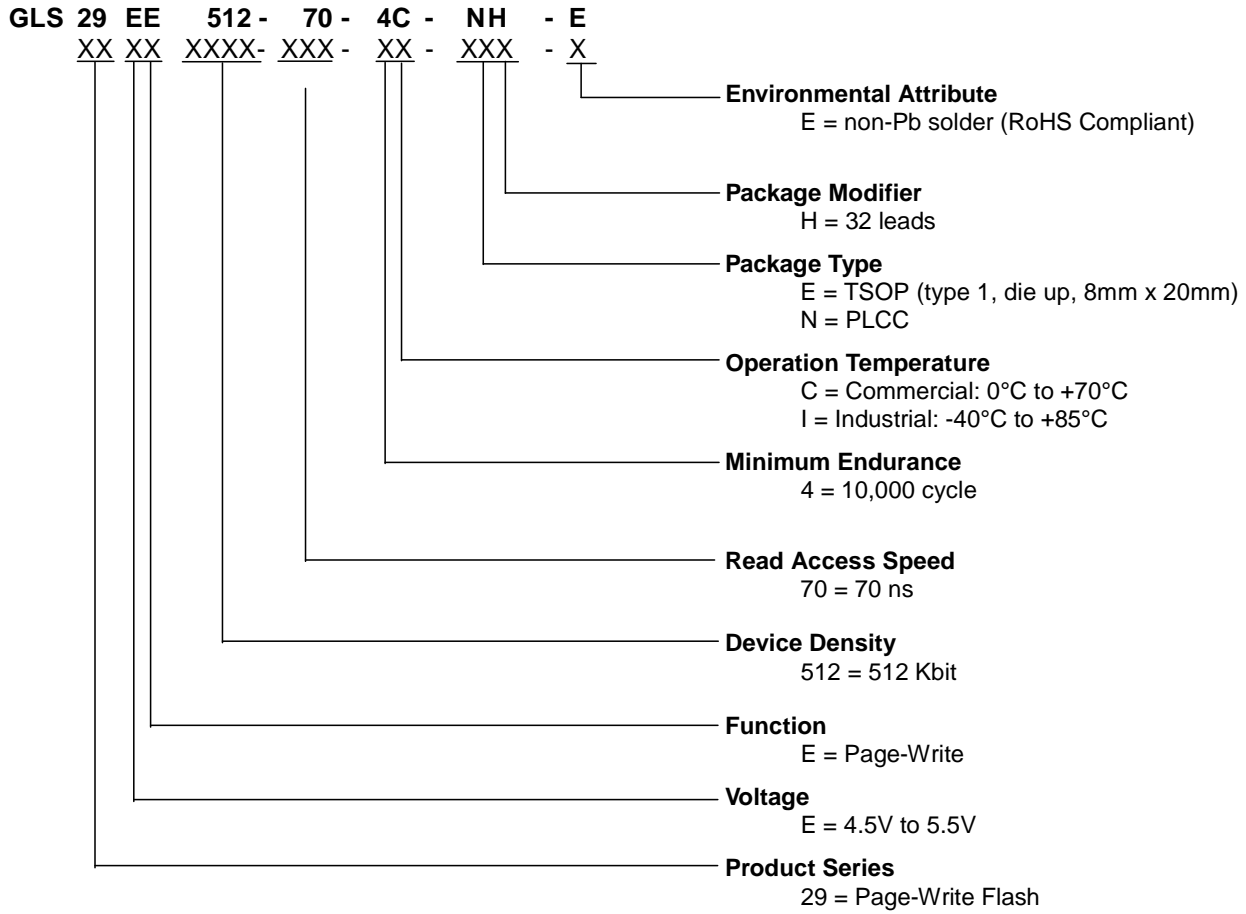 GLS 29 EE 512 - 70 - 4C - NH - E
XX XX XXXX- XXX - XX - XXX - X
Environmental Attribute
E = non-Pb solder (RoHS Compliant)
Package Modifier
H = 32 leads
Package Type
E = TSOP (type 1, die up, 8mm x 20mm)
N = PLCC
Operation Temperature
C = Commercial: 0°C to +70°C
I = Industrial: -40°C to +85°C
Minimum Endurance
4 = 10,000 cycle
Read Access Speed
70 = 70 ns
Device Density
512 = 512 Kbit
Function
E = Page-Write
Voltage
E = 4.5V to 5.5V
Product Series
29 = Page-Write Flash